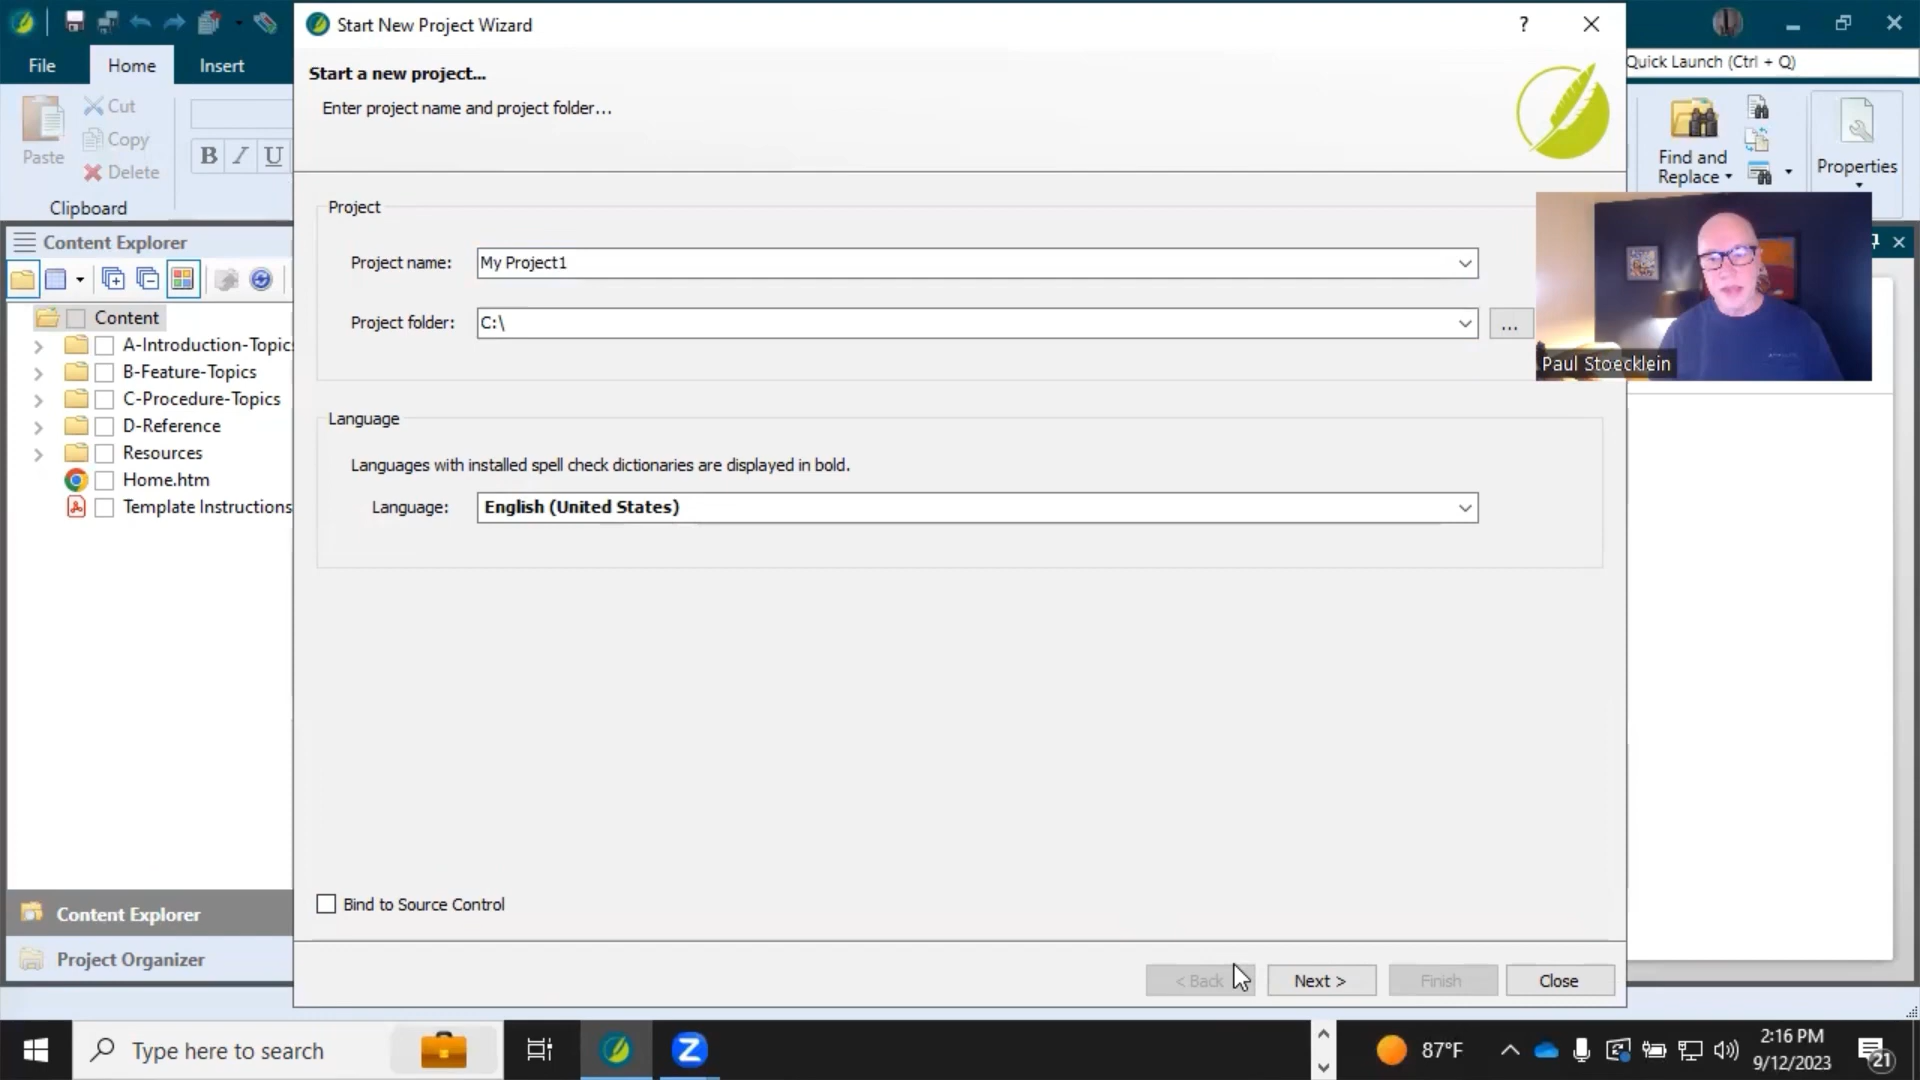 Start New Project Wizard
?
File
Home
Insert
Quick Launch (Ctrl + Q)
Start a new project...
Enter project name and project folder...
Paste
Cut
Copy
Delete
B I U
Clipboard
Find and
Replace
Properties
Content Explorer
Content
A-Introduction-Topics
B-Feature-Topics
C-Procedure-Topics
D-Reference
Resources
Home.htm
Template Instructions
Project
Project name:
My Project1
Project folder:
C:\
...
Paul Stoecklein
Language
Languages with installed spell check dictionaries are displayed in bold.
Language:
English (United States)
Bind to Source Control
Content Explorer
Project Organizer
< Back
Next >
Finish
Close
Type here to search
Z
87°F
2:16 PM
9/12/2023
21